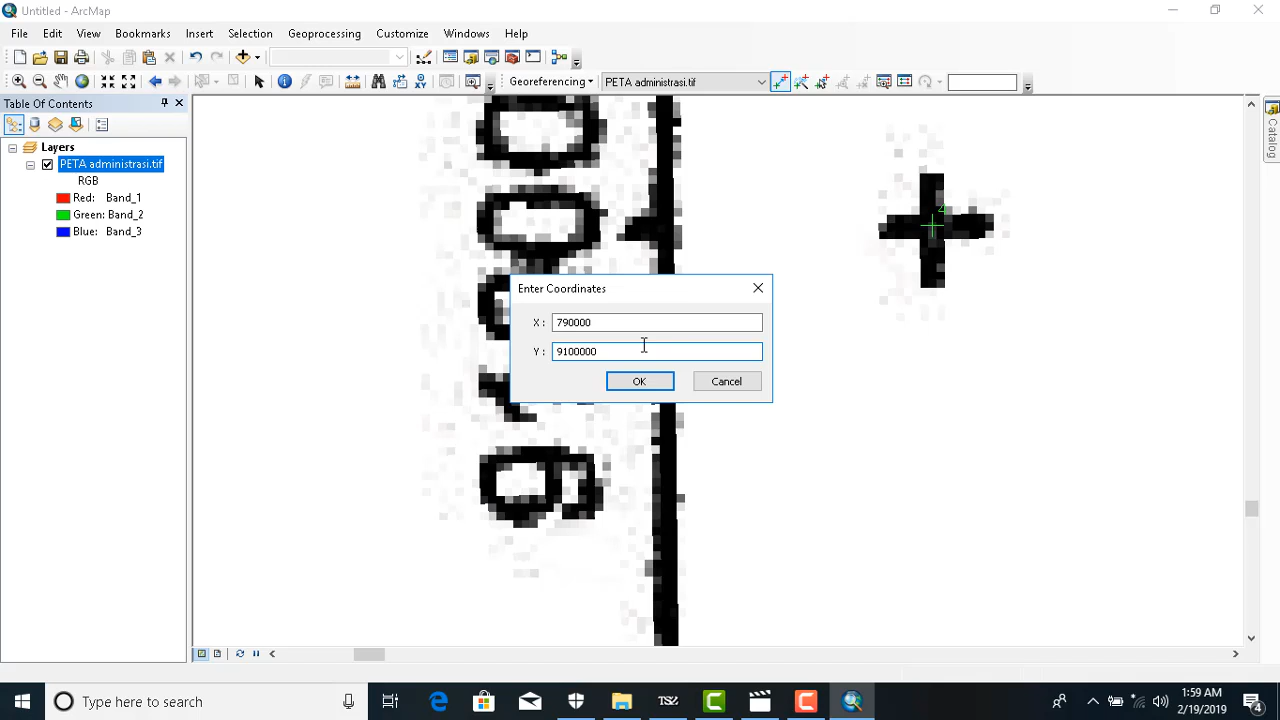 Untitled - ArcMap
File Edit View Bookmarks Insert Selection Geoprocessing Customize Windows Help
Georeferencing PETA administrasi.tif
Table Of Contents
Layers
PETA administrasi.tif
RGB
Red: Band_1
Green: Band_2
Blue: Band_3
Catalog
Enter Coordinates
X: 790000
Y: 9100000
OK Cancel
Type here to search
TS2
1:59 AM
2/19/2019
4